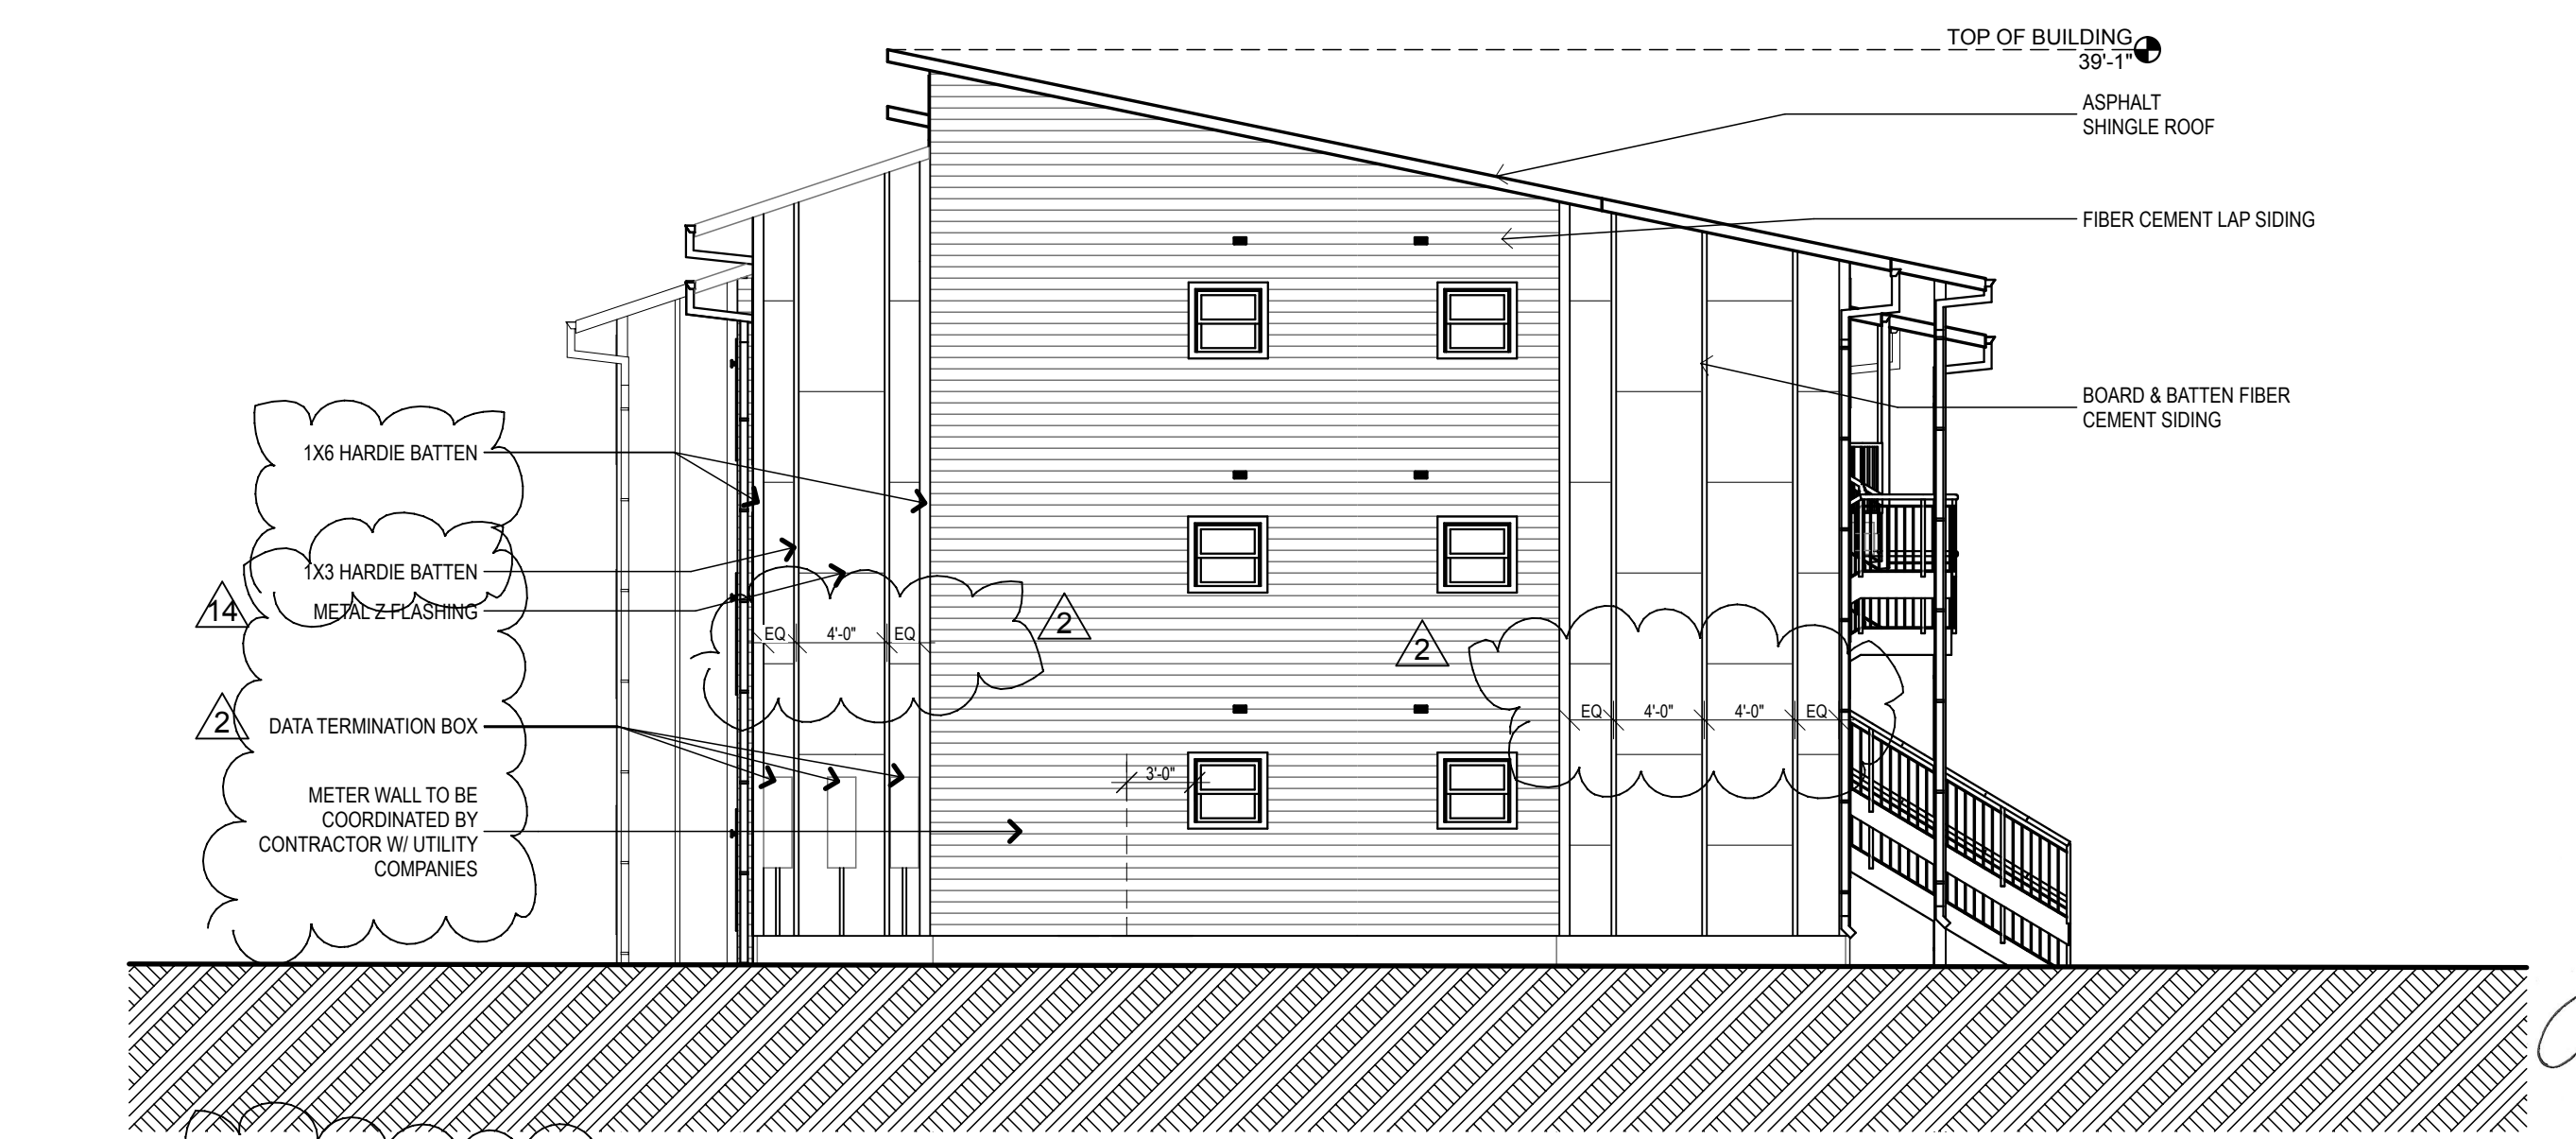 TOP OF BUILDING
39'-1"
ASPHALT
SHINGLE ROOF
FIBER CEMENT LAP SIDING
BOARD & BATTEN FIBER
CEMENT SIDING
1X6 HARDIE BATTEN
1X3 HARDIE BATTEN
14
METAL Z FLASHING
2
2
EQ
4'-0"
EQ
EQ
4'-0"
4'-0"
EQ
2
DATA TERMINATION BOX
3'-0"
METER WALL TO BE
COORDINATED BY
CONTRACTOR W/ UTILITY
COMPANIES